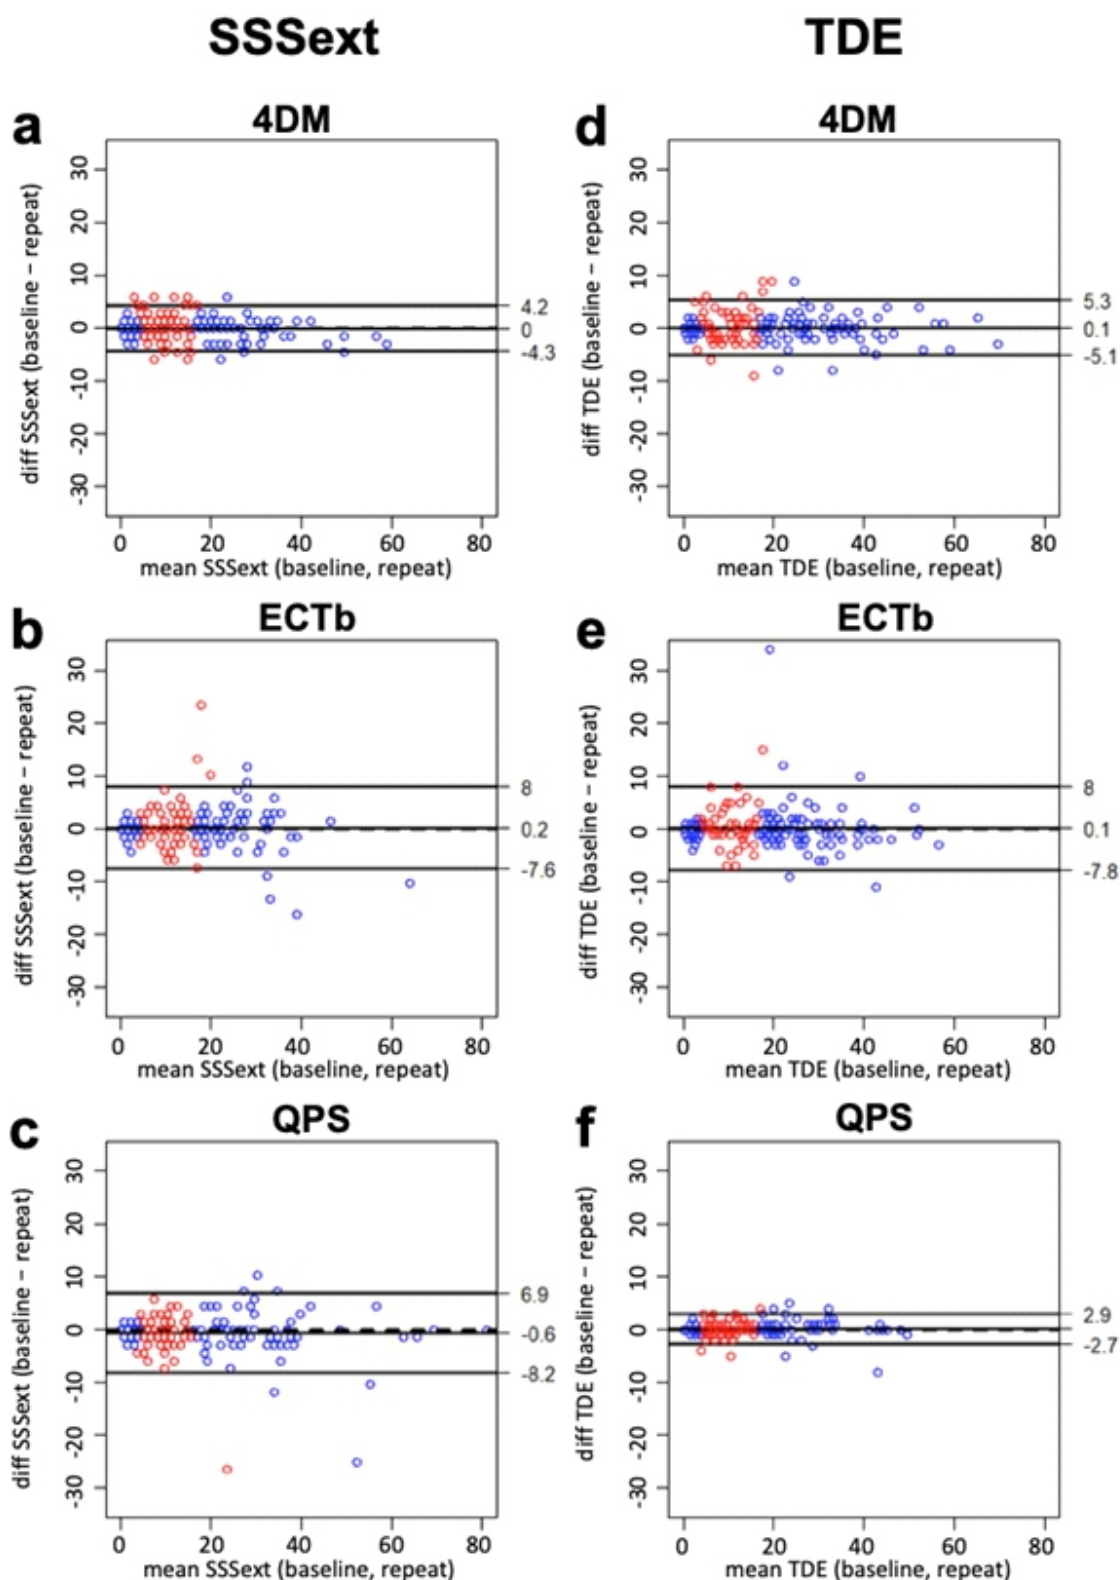 SSSext TDE
a 4DM
diff SSSext (baseline – repeat)
30
20
10
0
-10
-20
-30
4.2
0
-4.3
0 20 40 60 80
mean SSSext (baseline, repeat)
d 4DM
diff TDE (baseline – repeat)
30
20
10
0
-10
-20
-30
5.3
0.1
-5.1
0 20 40 60 80
mean TDE (baseline, repeat)
b ECTb
diff SSSext (baseline – repeat)
30
20
10
0
-10
-20
-30
8
0.2
-7.6
0 20 40 60 80
mean SSSext (baseline, repeat)
e ECTb
diff TDE (baseline – repeat)
30
20
10
0
-10
-20
-30
8
0.1
-7.8
0 20 40 60 80
mean TDE (baseline, repeat)
c QPS
diff SSSext (baseline – repeat)
30
20
10
0
-10
-20
-30
6.9
-0.6
-8.2
0 20 40 60 80
mean SSSext (baseline, repeat)
f QPS
diff TDE (baseline – repeat)
30
20
10
0
-10
-20
-30
2.9
-2.7
0 20 40 60 80
mean TDE (baseline, repeat)